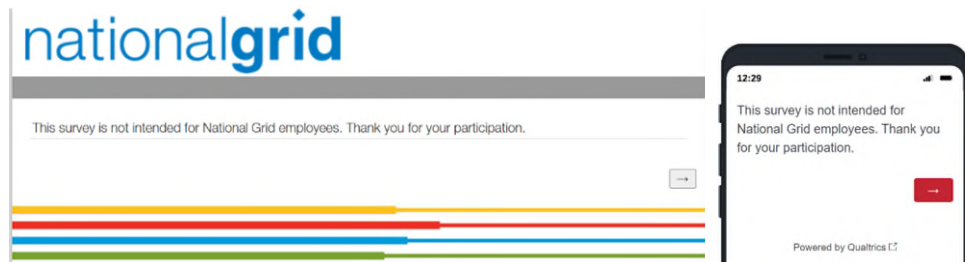 nationalgrid
This survey is not intended for National Grid employees. Thank you for your participation.
→
12:29
This survey is not intended for
National Grid employees. Thank you
for your participation.
→
Powered by Qualtrics